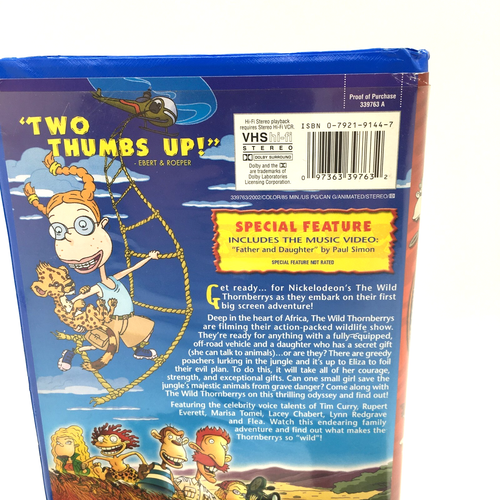 Proof of Purchase
339763 A
Hi-Fi Stereo playback
requires Stereo Hi-Fi VCR.
VHS hi-fi
STEREO
DOLBY SURROUND
Dolby and the
are trademarks of
Dolby Laboratories
Licensing Corporation.
ISBN 0-7921-9144-7
0 97363 39763 2
339763/2002/COLOR/85 MIN./US PG/CAN G/ANIMATED/STEREO/
"TWO
THUMBS UP!"
- EBERT & ROEPER
SPECIAL FEATURE
INCLUDES THE MUSIC VIDEO:
"Father and Daughter" by Paul Simon
SPECIAL FEATURE NOT RATED
Get ready... for Nickelodeon's The Wild
Thornberrys as they embark on their first
big screen adventure!
Deep in the heart of Africa, The Wild Thornberrys
are filming their action-packed wildlife show.
They're ready for anything with a fully-equipped,
off-road vehicle and a daughter who has a secret gift
(she can talk to animals)...or are they? There are greedy
poachers lurking in the jungle and it's up to Eliza to foil
their evil plan. To do this, it will take all of her courage,
strength, and exceptional gifts. Can one small girl save the
jungle's majestic animals from grave danger? Come along with
The Wild Thornberrys on this thrilling odyssey and find out!
Featuring the celebrity voice talents of Tim Curry, Rupert
Everett, Marisa Tomei, Lacey Chabert, Lynn Redgrave
and Flea. Watch this endearing family
adventure and find out what makes the
Thornberrys so "wild"!